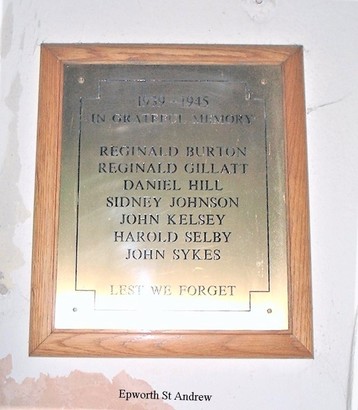 1939 - 1945
IN GRATEFUL MEMORY
REGINALD BURTON
REGINALD GILLATT
DANIEL HILL
SIDNEY JOHNSON
JOHN KELSEY
HAROLD SELBY
JOHN SYKES
LEST WE FORGET
Epworth St Andrew